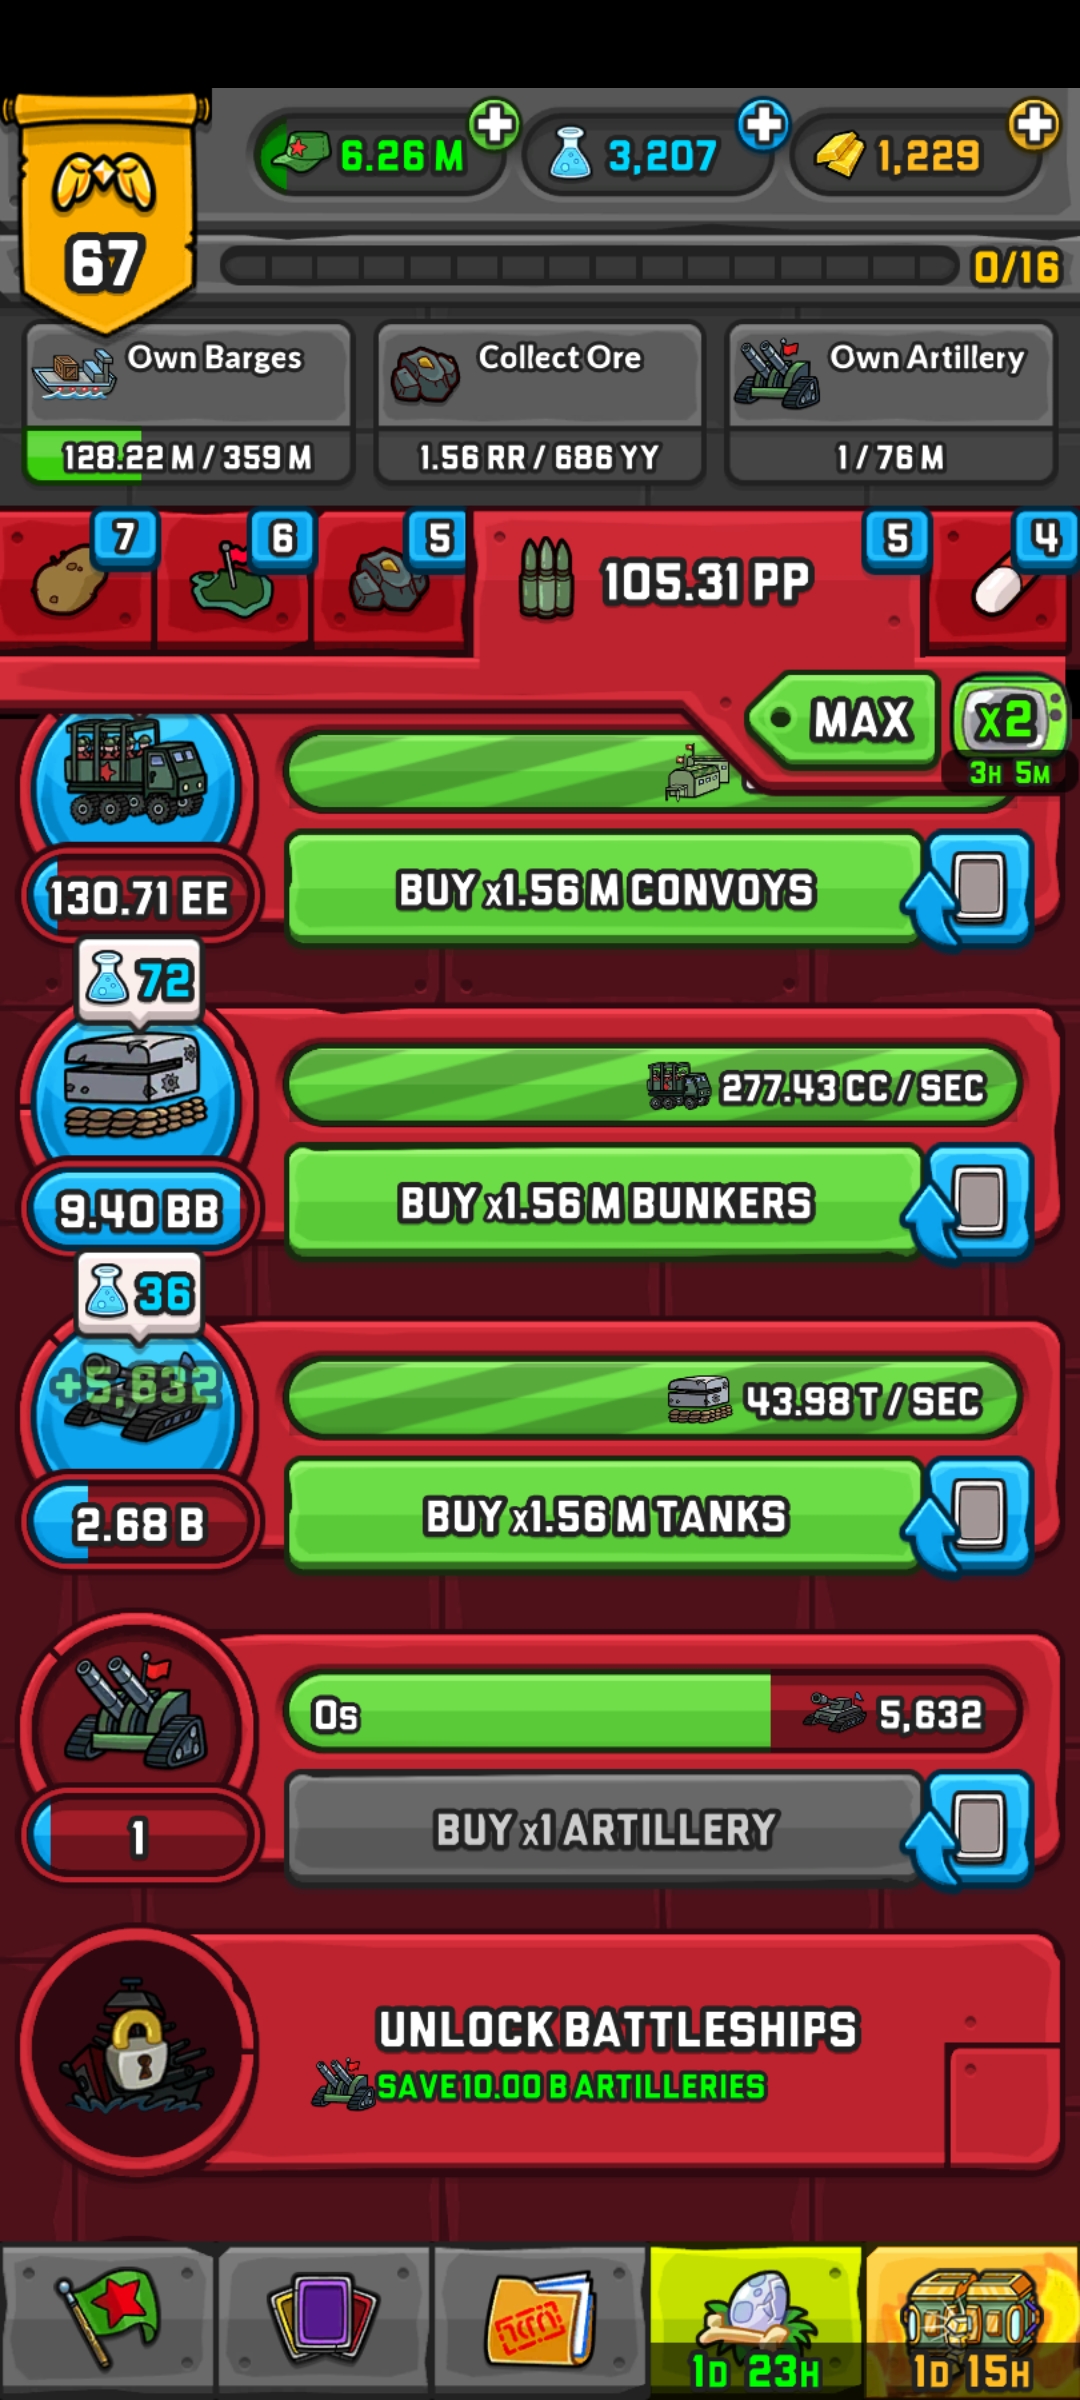 6.26 M
3,207
1,229
67
0/16
Own Barges
128.22 M / 359 M
Collect Ore
1.56 RR / 686 YY
Own Artillery
1 / 76 M
7
6
5
105.31 PP
5
4
MAX
x2
3H 5M
130.71 EE
BUY x1.56 M CONVOYS
72
277.43 CC / SEC
9.40 BB
BUY x1.56 M BUNKERS
36
+5,632
43.98 T / SEC
2.68 B
BUY x1.56 M TANKS
0s
5,632
1
BUY x1 ARTILLERY
UNLOCK BATTLESHIPS
SAVE 10.00 B ARTILLERIES
1D 23H
1D 15H